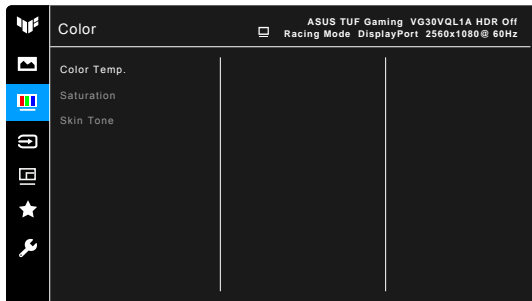 Color
ASUS TUF Gaming VG30VQL1A HDR Off
Racing Mode DisplayPort 2560x1080@ 60Hz
Color Temp.
Saturation
Skin Tone